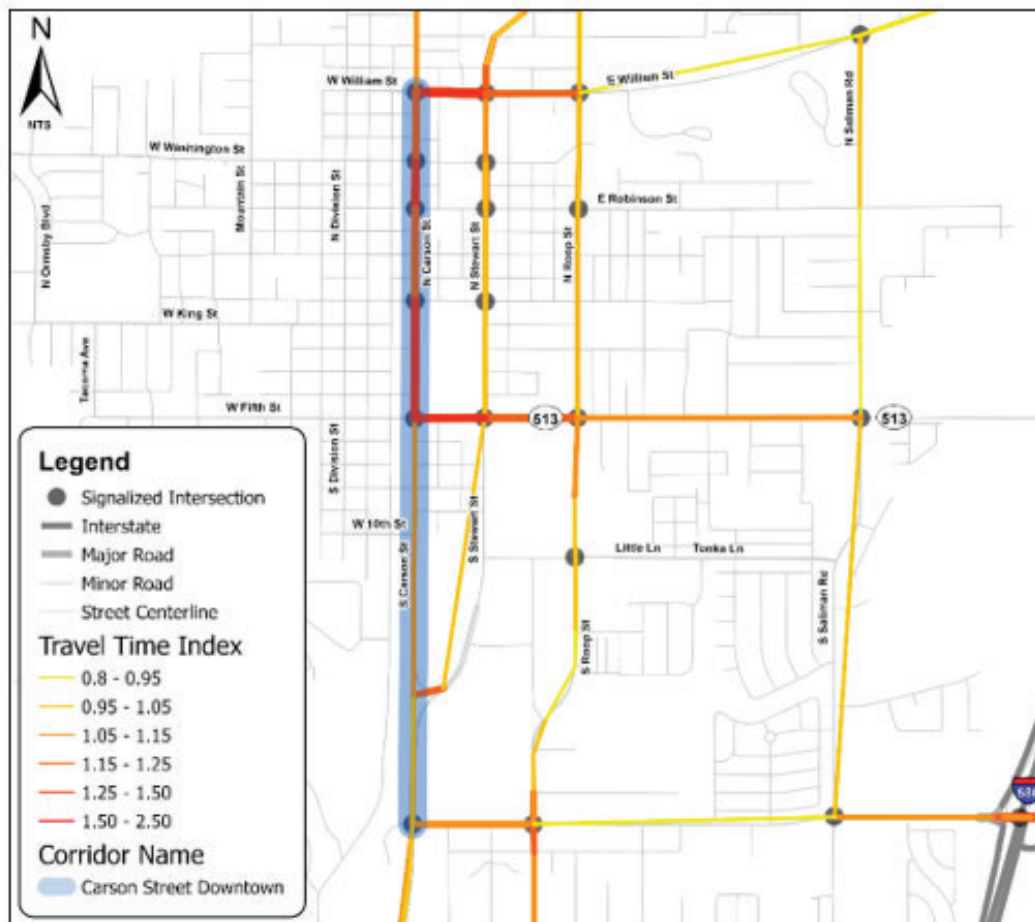 N
NTS
W William St
E William St
N Saliman Rd
W Washington St
Mountain St
N Division St
N Ormsby Blvd
N Carson St
N Stewart St
N Roop St
E Robinson St
W King St
Tacoma Ave
W Fifth St
513
513
S Division St
W 10th St
S Carson St
S Stewart St
Little Ln
Tonka Ln
S Roop St
S Saliman Rd
Legend
Signalized Intersection
Interstate
Major Road
Minor Road
Street Centerline
Travel Time Index
0.8 - 0.95
0.95 - 1.05
1.05 - 1.15
1.15 - 1.25
1.25 - 1.50
1.50 - 2.50
Corridor Name
Carson Street Downtown